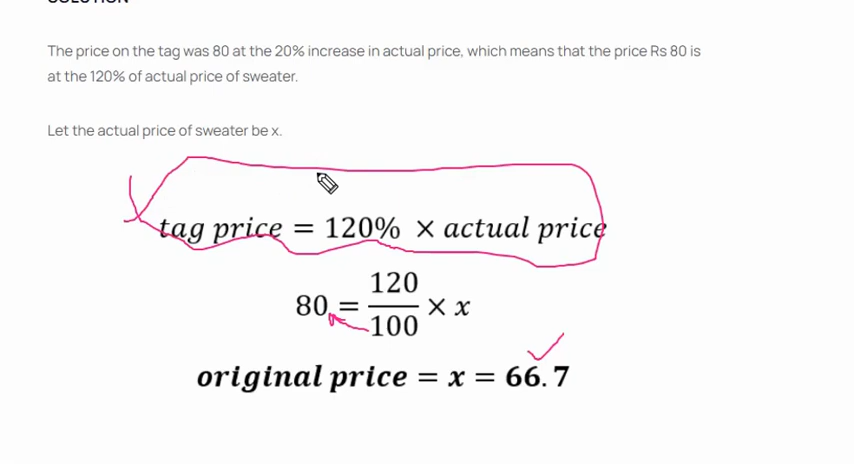 SOLUTION
The price on the tag was 80 at the 20% increase in actual price, which means that the price Rs 80 is
at the 120% of actual price of sweater.
Let the actual price of sweater be x.
tag price = 120% × actual price
80 = 120/100 × x
original price = x = 66.7